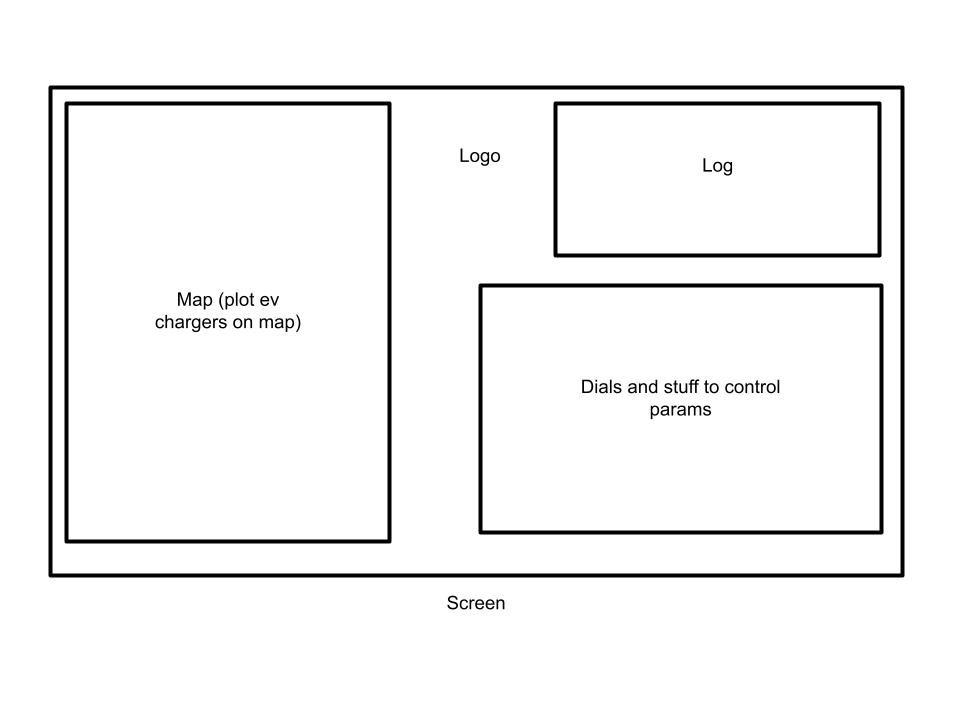 Logo
Log
Map (plot ev
chargers on map)
Dials and stuff to control
params
Screen